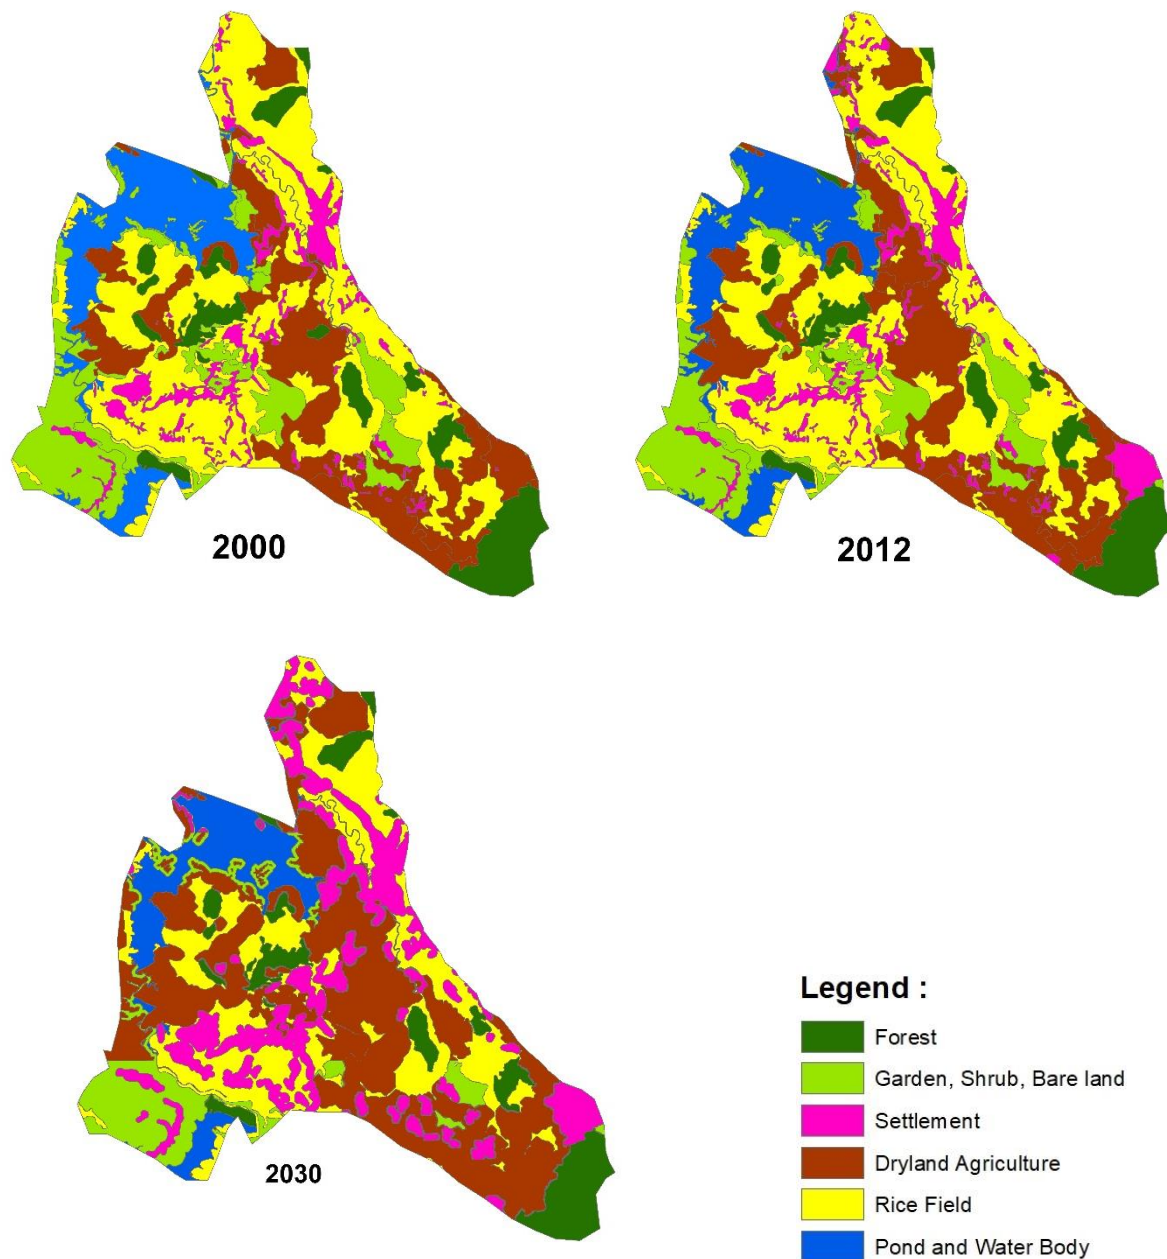 2000
2012
2030
Legend :
Forest
Garden, Shrub, Bare land
Settlement
Dryland Agriculture
Rice Field
Pond and Water Body